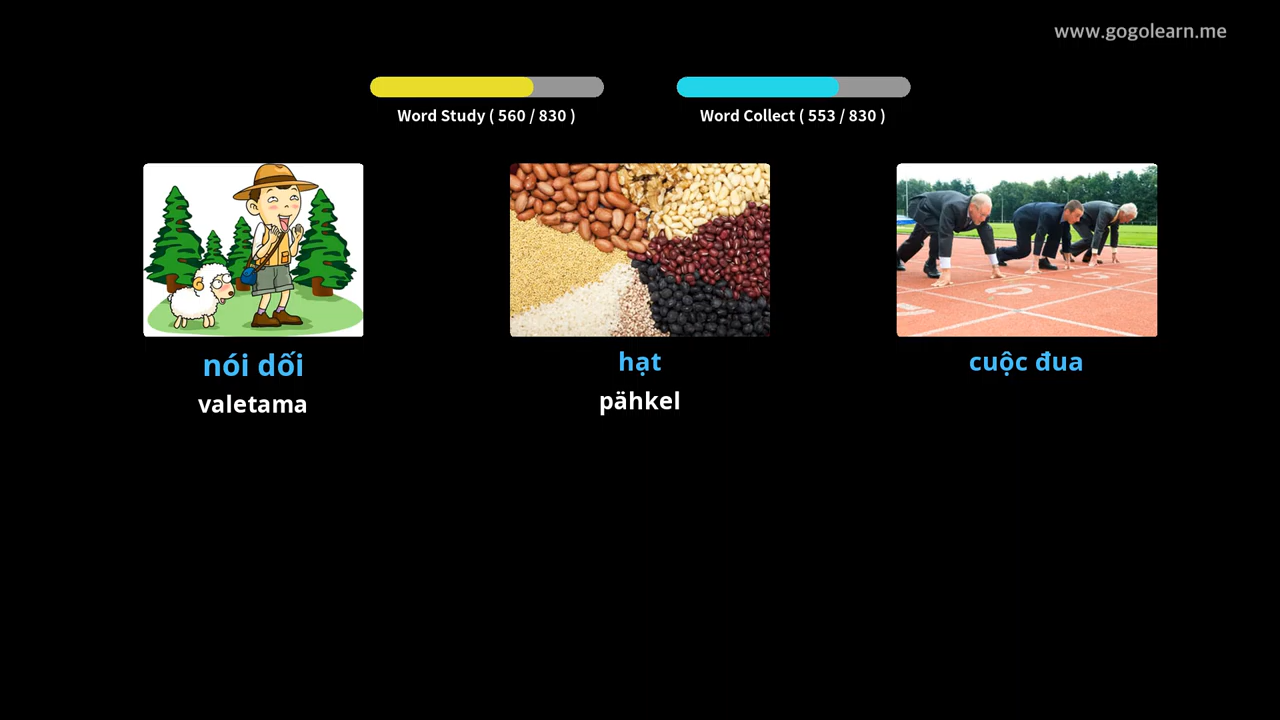 www.gogolearn.me
Word Study ( 560 / 830 )
Word Collect ( 553 / 830 )
nói dối
valetama
hạt
pähkel
cuộc đua